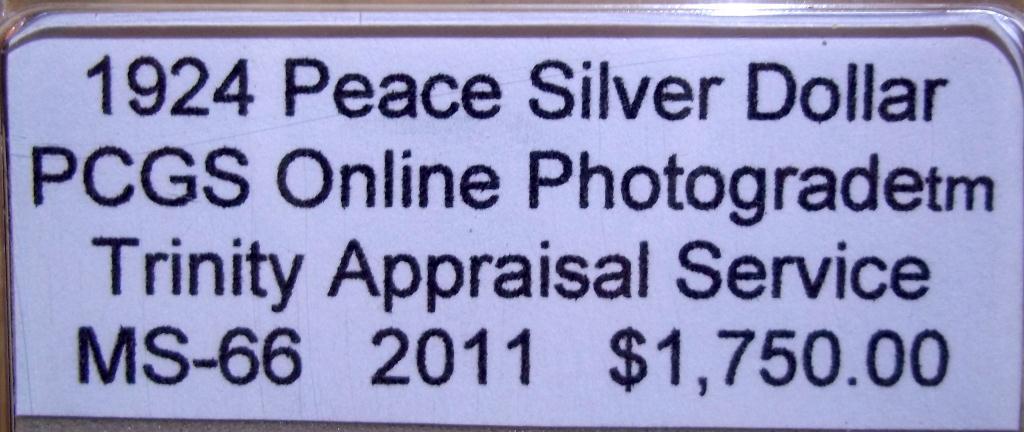 1924 Peace Silver Dollar
PCGS Online Photogradetm
Trinity Appraisal Service
MS-66 2011 $1,750.00